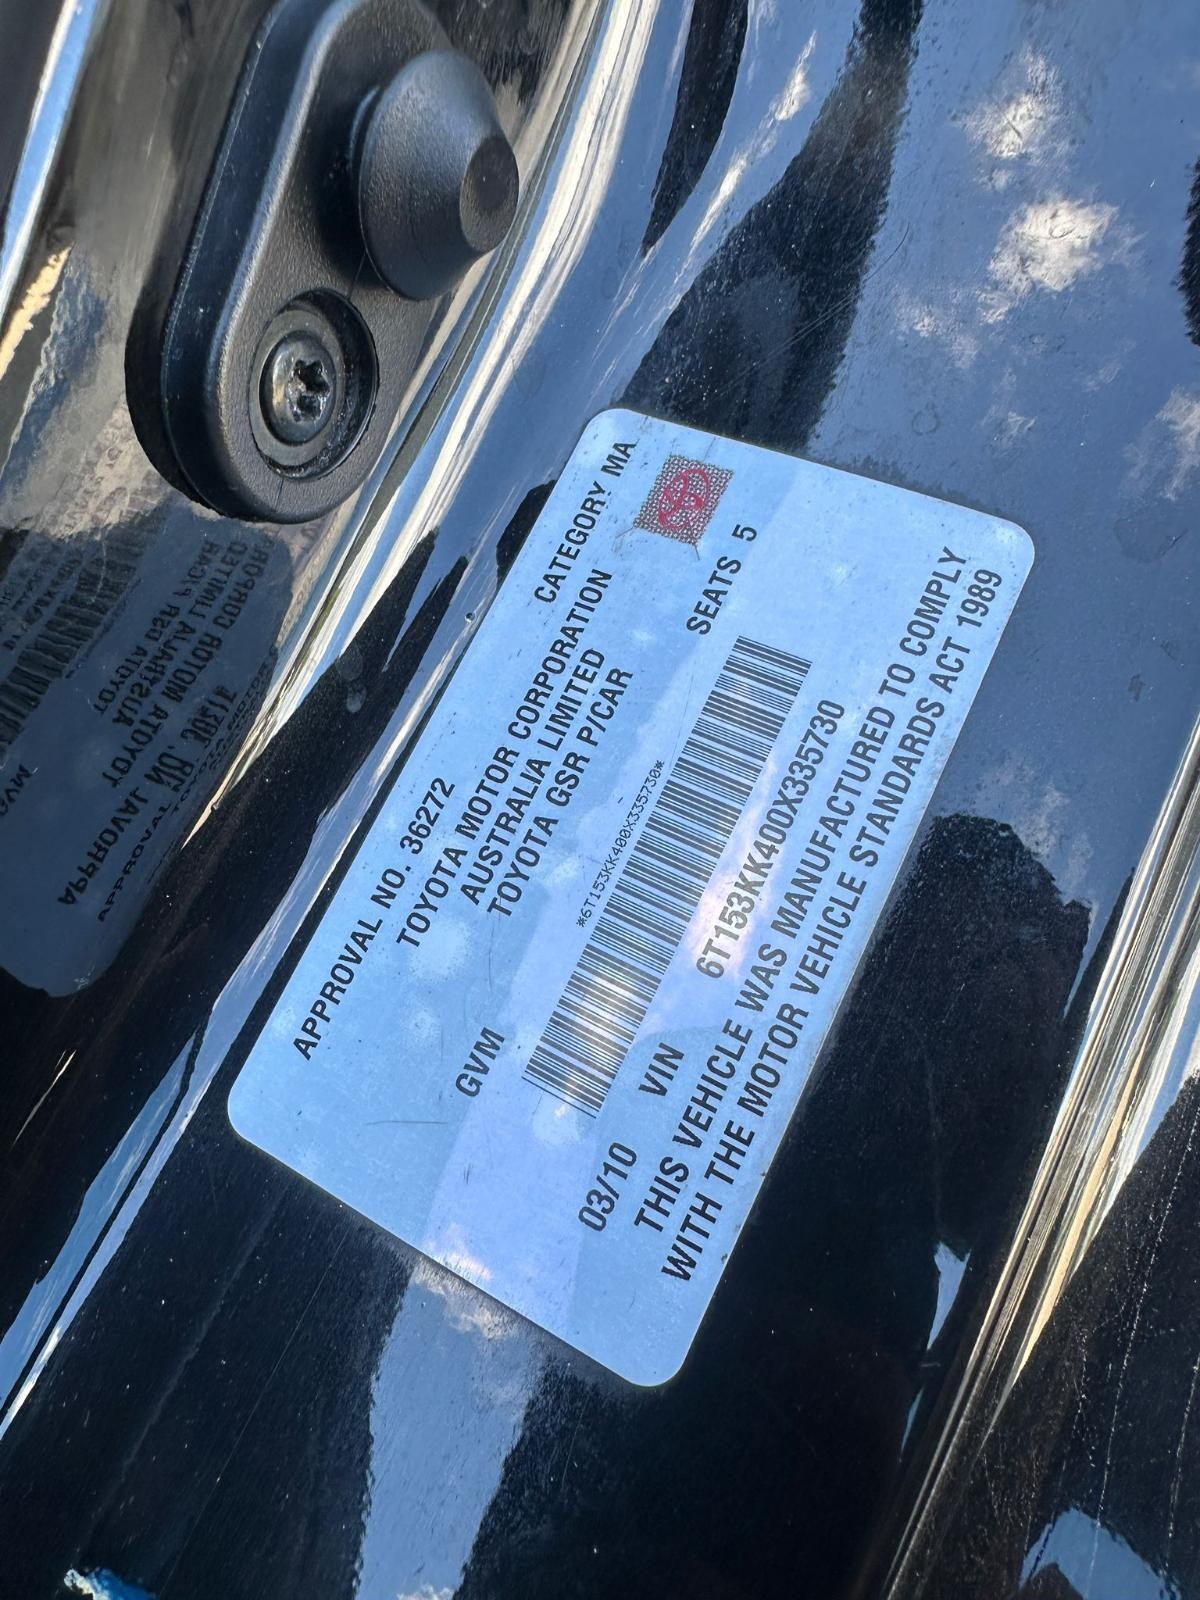 APPROVAL NO. 36272 CATEGORY MA
TOYOTA MOTOR CORPORATION
AUSTRALIA LIMITED
TOYOTA GSR P/CAR
GVM SEATS 5
*6T153KK400X335730*
03/10 VIN 6T153KK400X335730
THIS VEHICLE WAS MANUFACTURED TO COMPLY
WITH THE MOTOR VEHICLE STANDARDS ACT 1989